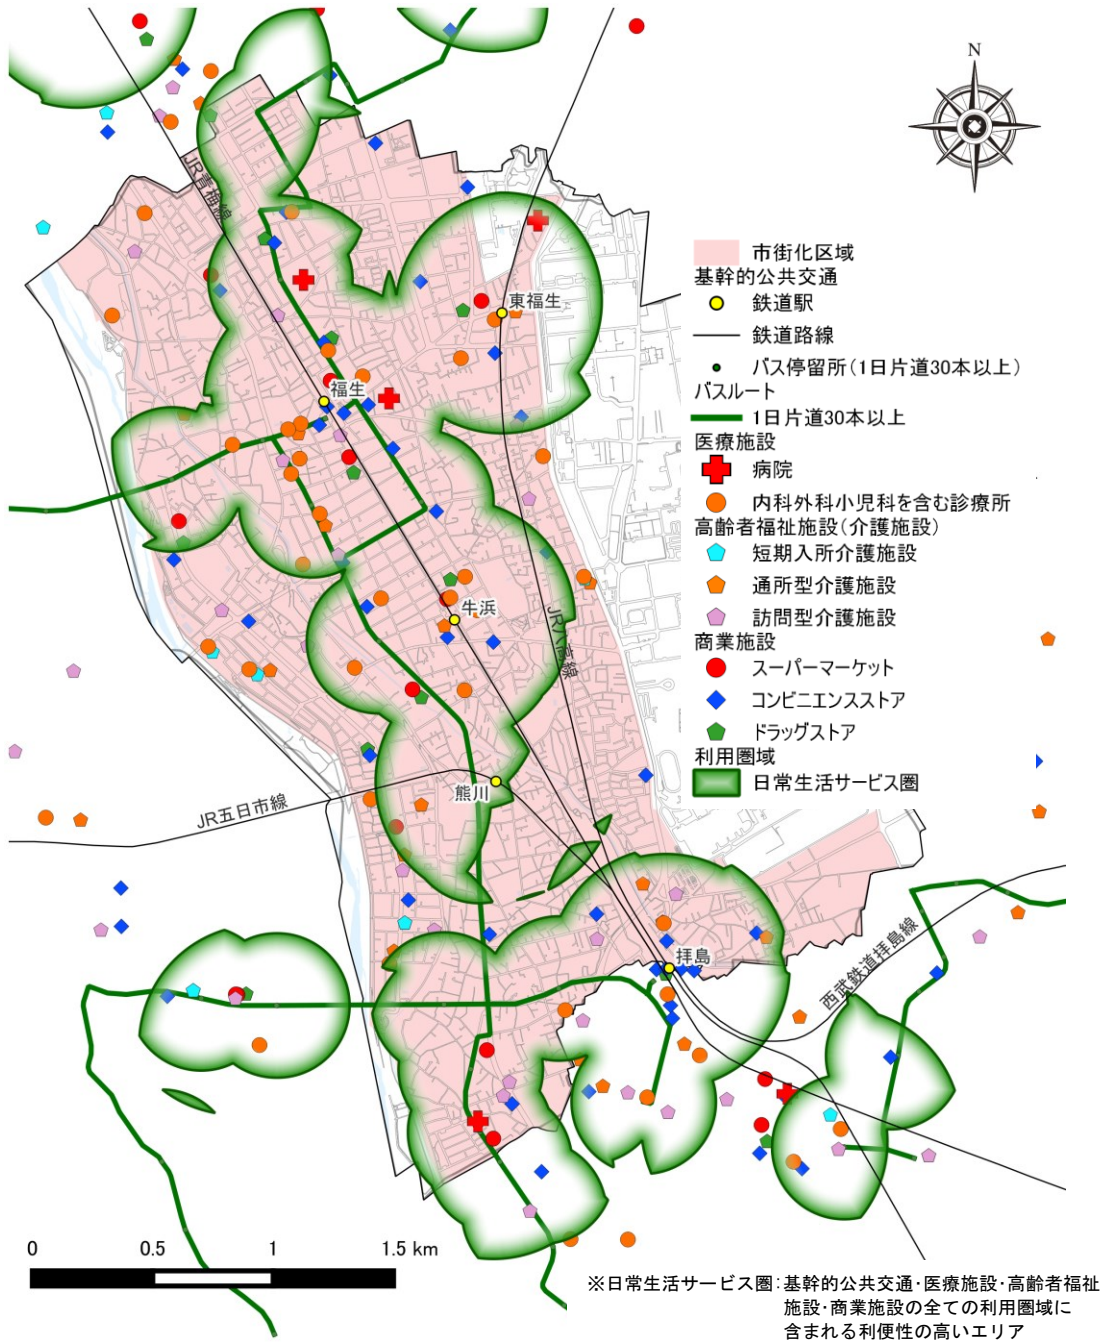 N
JR青梅線
東福生
福生
牛浜
JR八高線
熊川
JR五日市線
拝島
西武鉄道拝島線
市街化区域
基幹的公共交通
鉄道駅
鉄道路線
バス停留所(1日片道30本以上)
バスルート
1日片道30本以上
医療施設
病院
内科外科小児科を含む診療所
高齢者福祉施設(介護施設)
短期入所介護施設
通所型介護施設
訪問型介護施設
商業施設
スーパーマーケット
コンビニエンスストア
ドラッグストア
利用圏域
日常生活サービス圏
0 0.5 1 1.5 km
※日常生活サービス圏:基幹的公共交通・医療施設・高齢者福祉
施設・商業施設の全ての利用圏域に
含まれる利便性の高いエリア